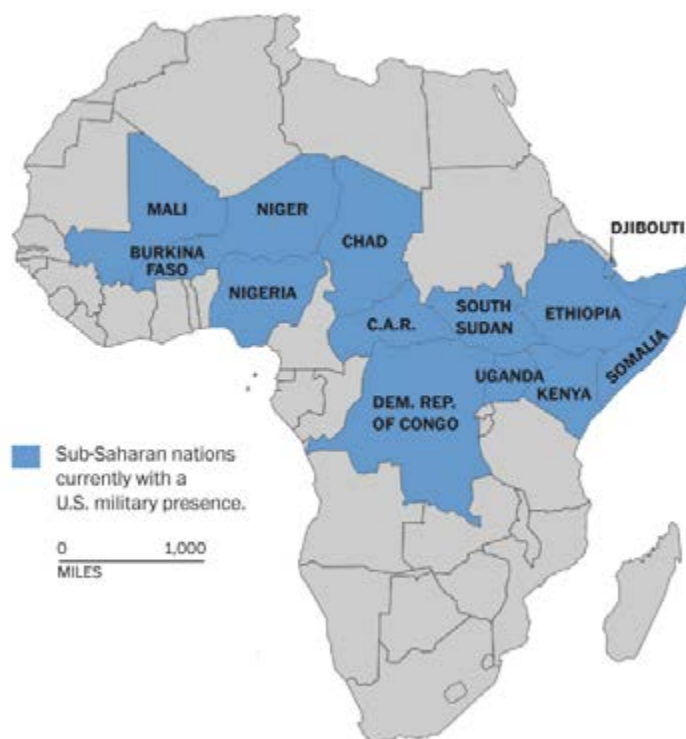 DJIBOUTI
MALI
NIGER
CHAD
BURKINA
FASO
NIGERIA
SOUTH
SUDAN
ETHIOPIA
C.A.R.
SOMALIA
UGANDA
KENYA
DEM. REP.
OF CONGO
Sub-Saharan nations
currently with a
U.S. military presence.
0 1,000
MILES